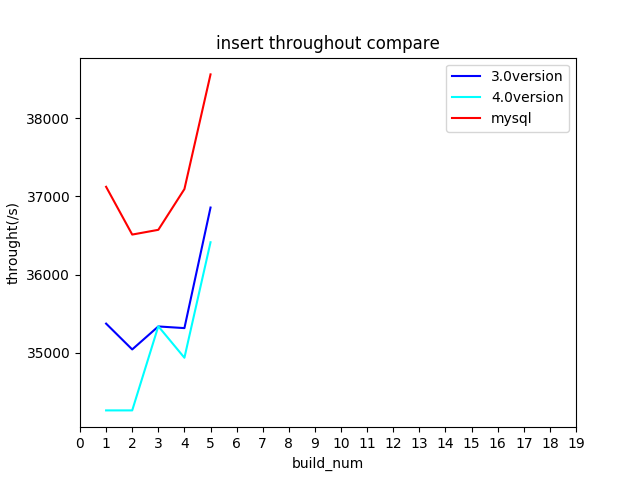 insert throughout compare
3.0version
4.0version
mysql
throught(/s)
38000
37000
36000
35000
0 1 2 3 4 5 6 7 8 9 10 11 12 13 14 15 16 17 18 19
build_num